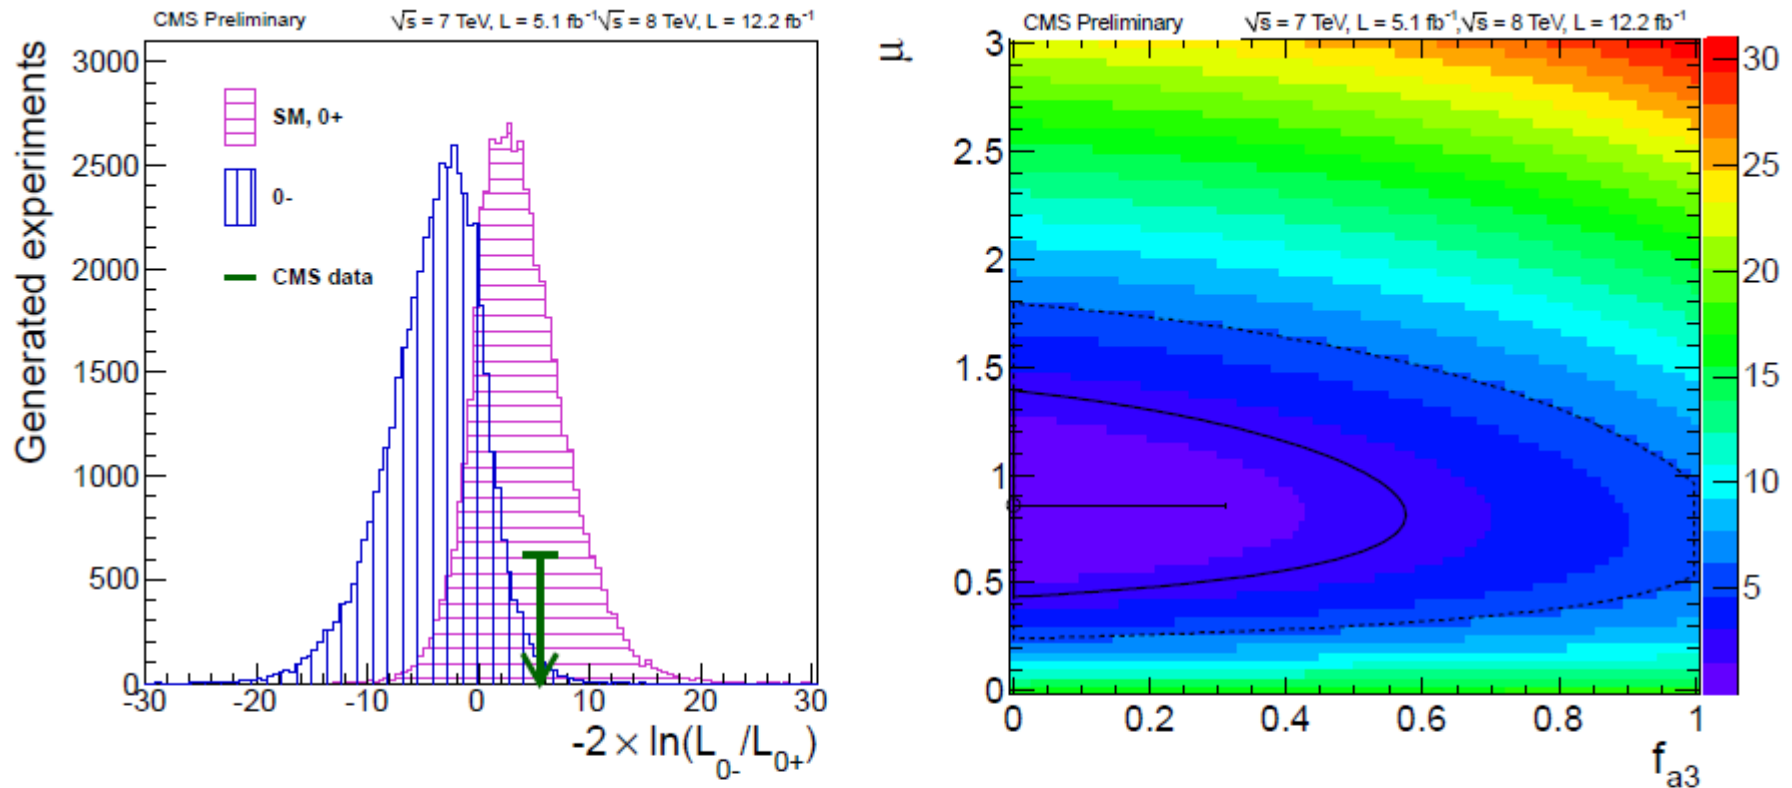 CMS Preliminary √s = 7 TeV, L = 5.1 fb⁻¹√s = 8 TeV, L = 12.2 fb⁻¹
Generated experiments
3000
2500
2000
1500
1000
500
0
SM, 0+
0-
CMS data
-30 -20 -10 0 10 20 30
-2 × ln(L₀₋/L₀₊)
CMS Preliminary √s = 7 TeV, L = 5.1 fb⁻¹,√s = 8 TeV, L = 12.2 fb⁻¹
μ
3
2.5
2
1.5
1
0.5
0
0 0.2 0.4 0.6 0.8 1
fₐ₃
30
25
20
15
10
5